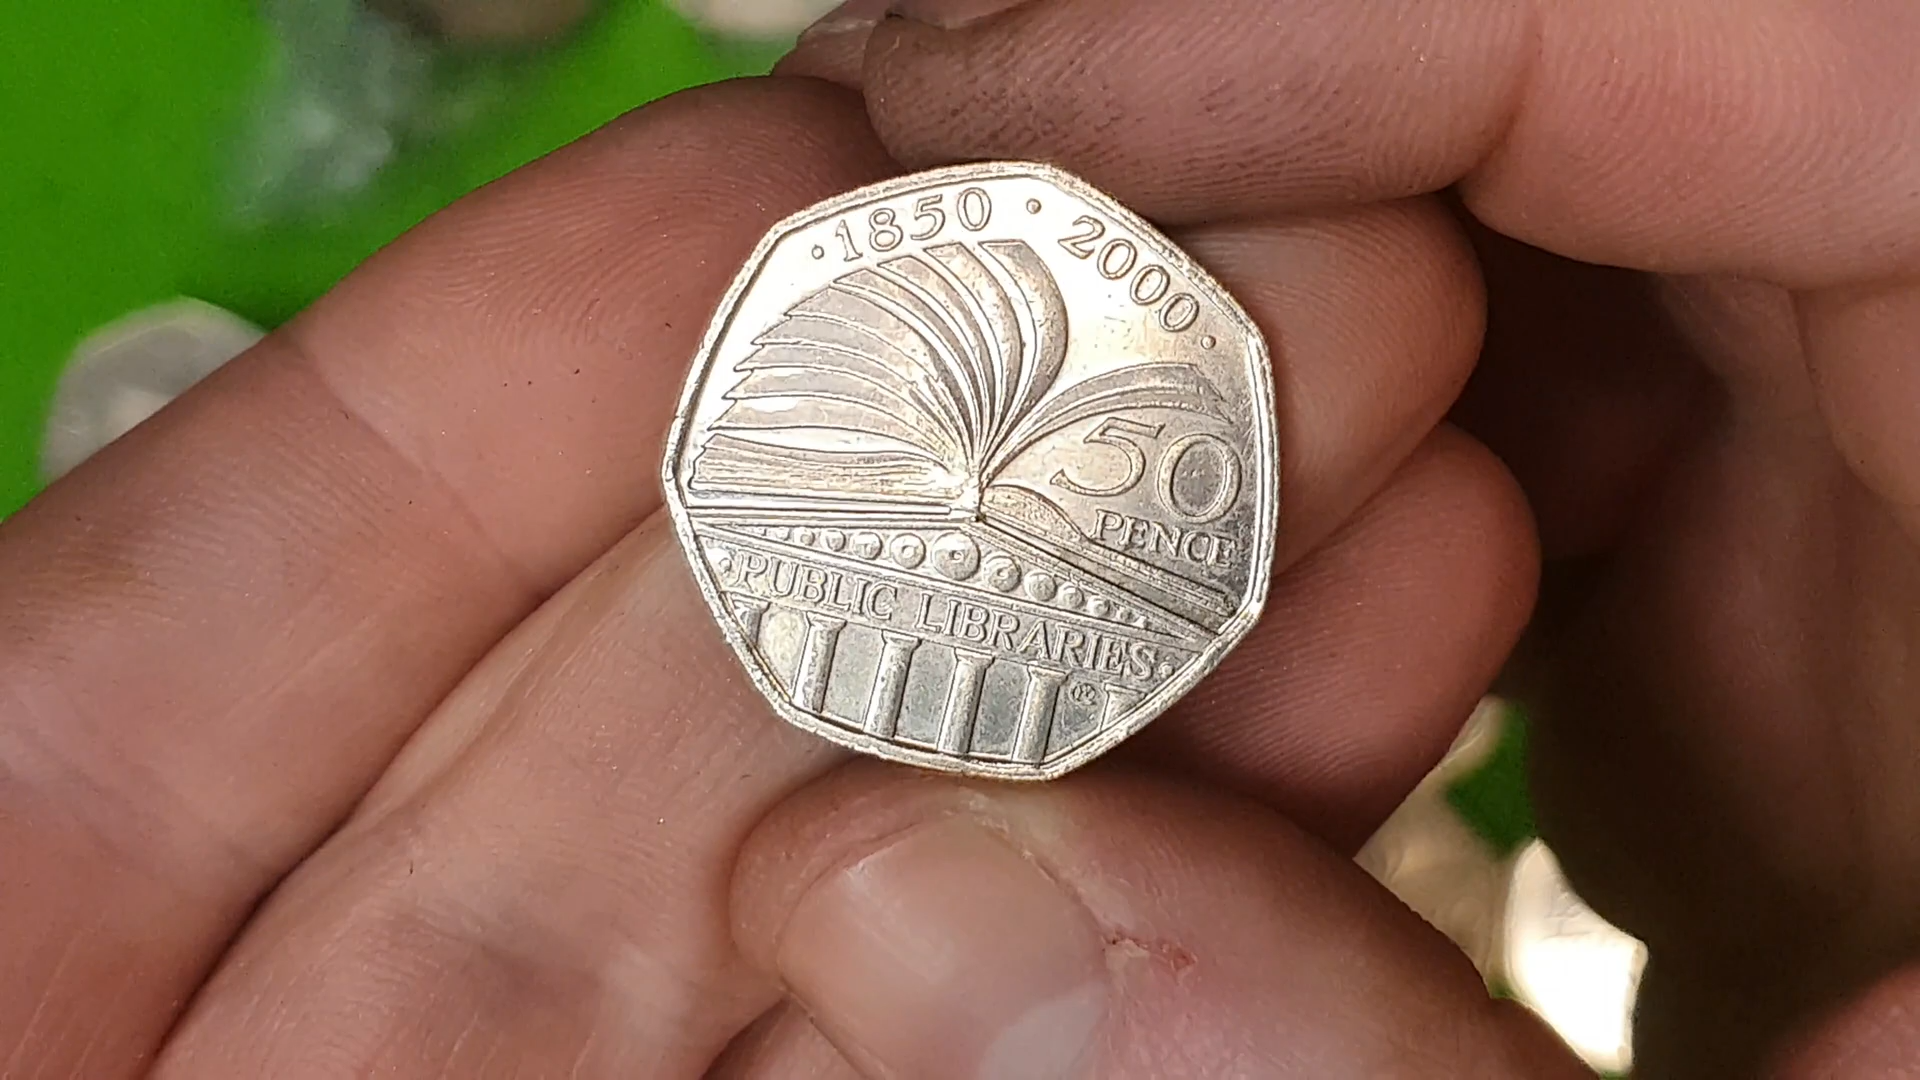 · 1850 · 2000 ·
50
PENCE
· PUBLIC LIBRARIES ·